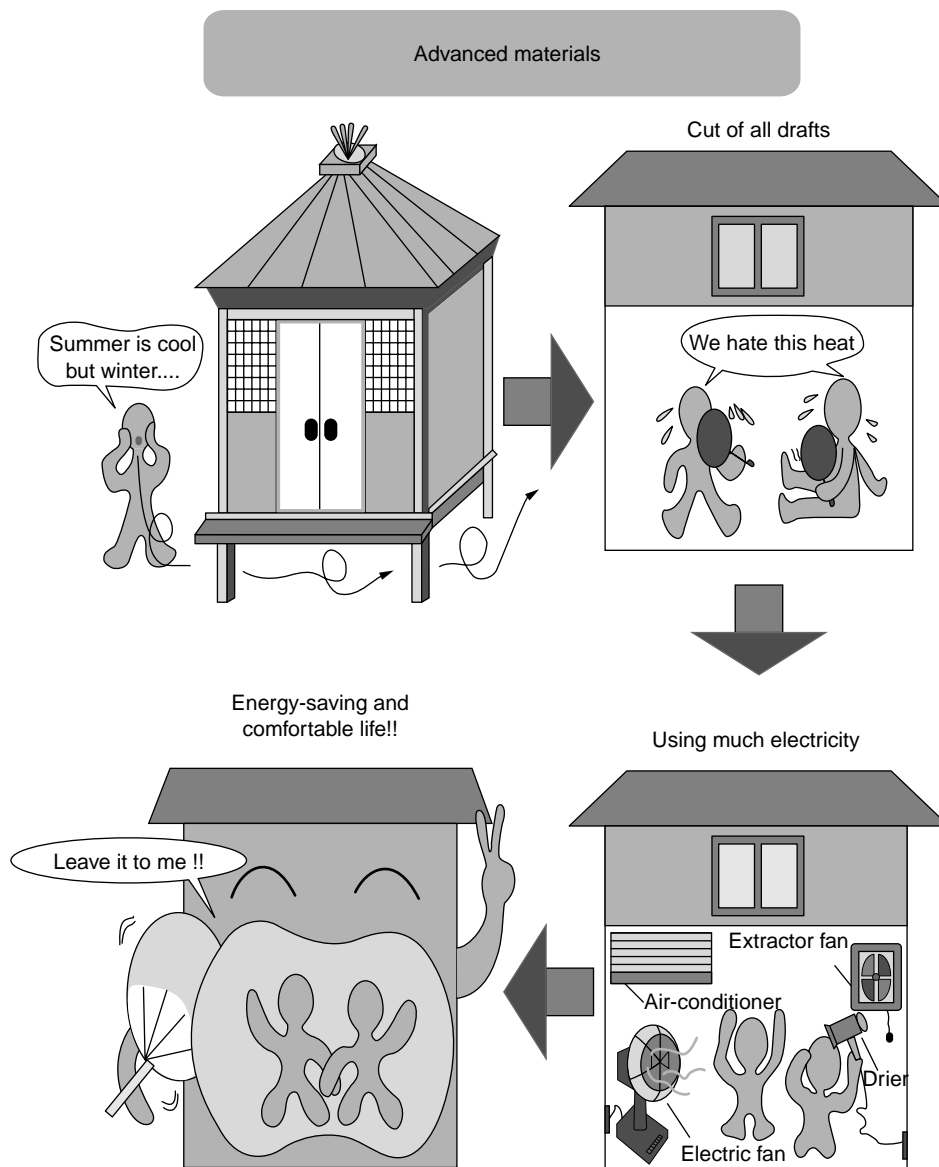 Advanced materials
Cut of all drafts
Summer is cool
but winter....
We hate this heat
Energy-saving and
comfortable life!!
Using much electricity
Leave it to me !!
Extractor fan
Air-conditioner
Drier
Electric fan